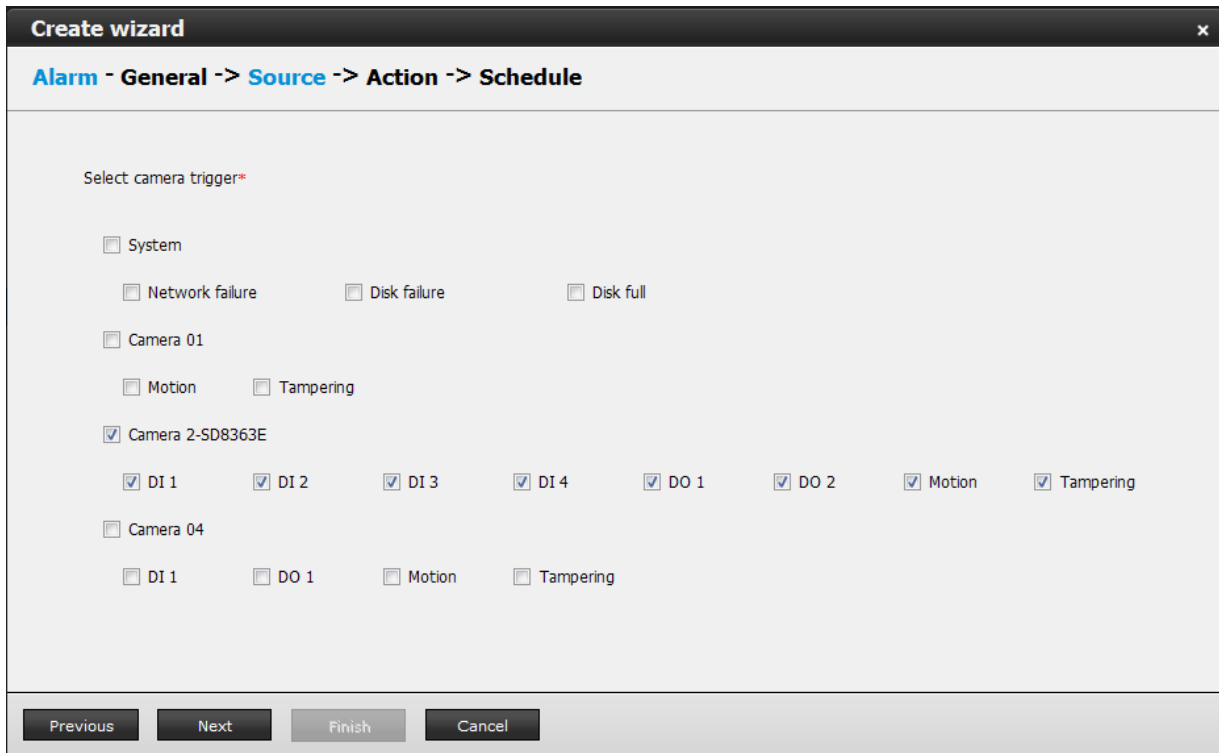 Create wizard x
Alarm - General -> Source -> Action -> Schedule
Select camera trigger*
System
Network failure Disk failure Disk full
Camera 01
Motion Tampering
Camera 2-SD8363E
DI 1 DI 2 DI 3 DI 4 DO 1 DO 2 Motion Tampering
Camera 04
DI 1 DO 1 Motion Tampering
Previous Next Finish Cancel